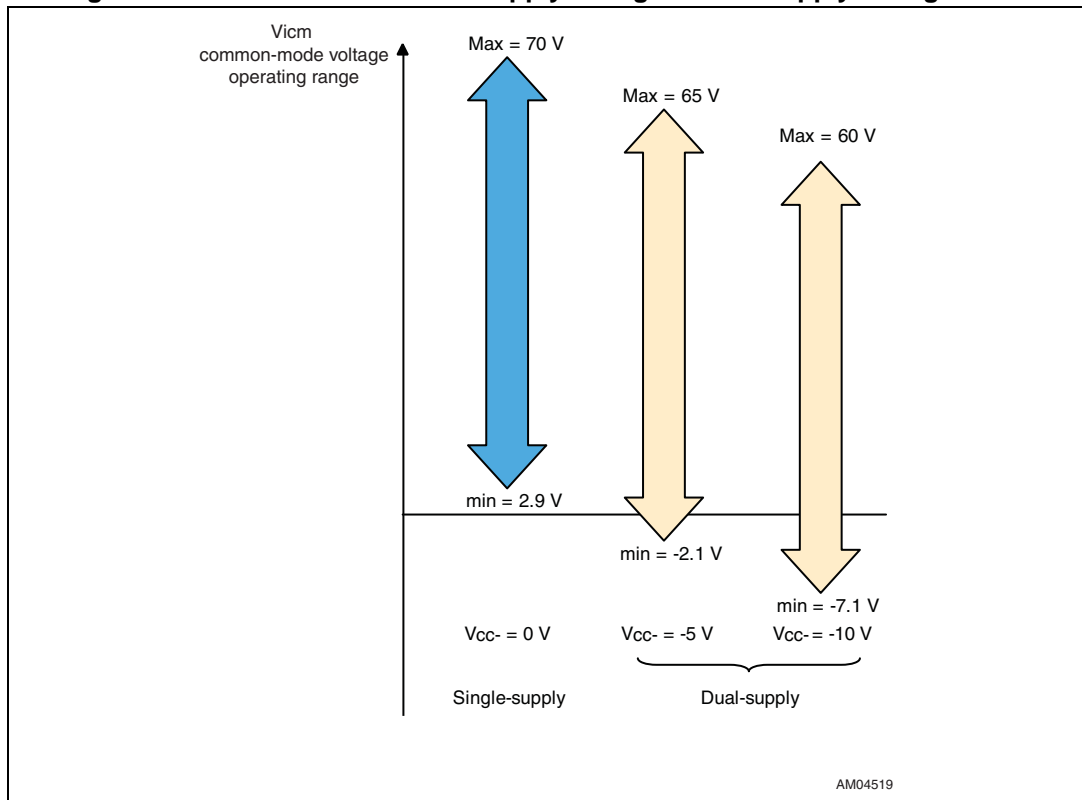 Vicm
common-mode voltage
operating range
Max = 70 V
Max = 65 V
Max = 60 V
min = 2.9 V
min = -2.1 V
min = -7.1 V
Vcc- = 0 V
Vcc- = -5 V
Vcc- = -10 V
Single-supply
Dual-supply
AM04519